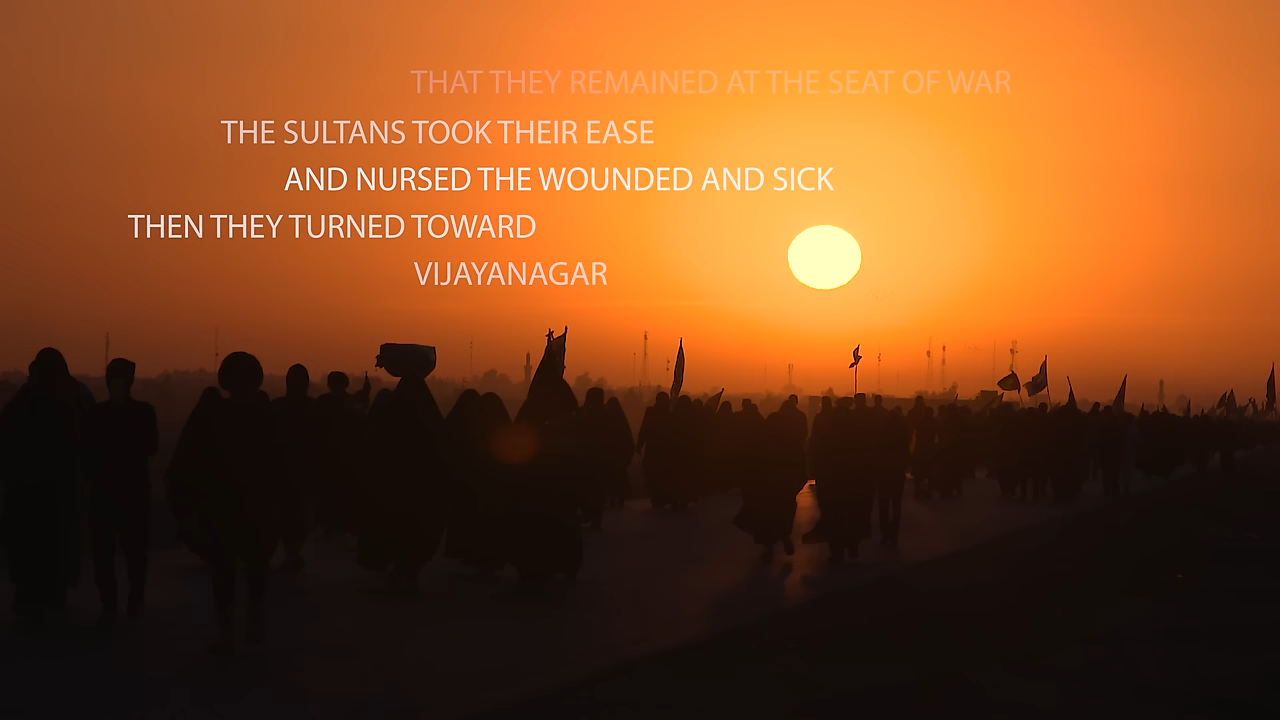 THAT THEY REMAINED AT THE SEAT OF WAR
THE SULTANS TOOK THEIR EASE
AND NURSED THE WOUNDED AND SICK
THEN THEY TURNED TOWARD
VIJAYANAGAR